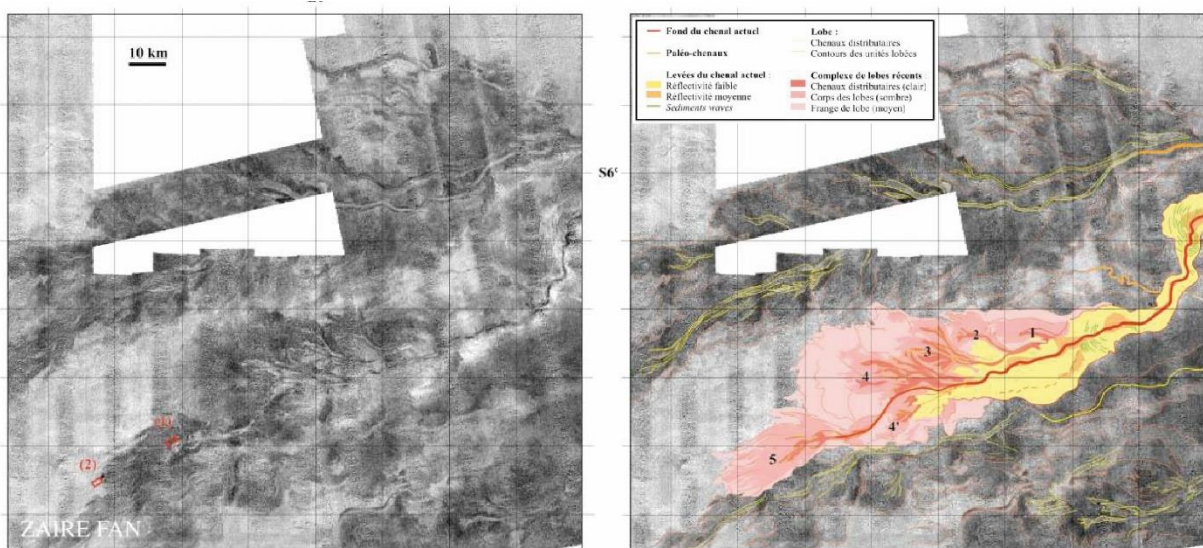 10 km
(1)
(2)
ZAIRE FAN
S6°
Fond du chenal actuel
Paléo-chenaux
Levées du chenal actuel :
Réflectivité faible
Réflectivité moyenne
Sediments waves
Lobe :
Chenaux distributaires
Contours des unités lobées
Complexe de lobes récents :
Chenaux distributaires (clair)
Corps des lobes (sombre)
Frange de lobe (moyen)
1
2
3
4
4'
5